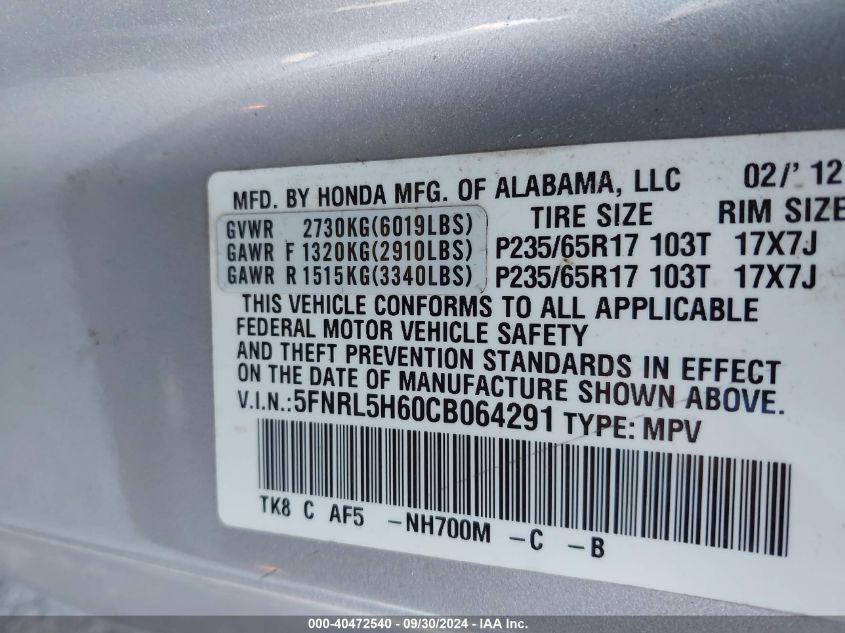 MFD. BY HONDA MFG. OF ALABAMA, LLC 02/'12
TIRE SIZE RIM SIZE
GVWR 2730KG(6019LBS)
GAWR F 1320KG(2910LBS) P235/65R17 103T 17X7J
GAWR R 1515KG(3340LBS) P235/65R17 103T 17X7J
THIS VEHICLE CONFORMS TO ALL APPLICABLE
FEDERAL MOTOR VEHICLE SAFETY
AND THEFT PREVENTION STANDARDS IN EFFECT
ON THE DATE OF MANUFACTURE SHOWN ABOVE.
V.I.N.:5FNRL5H60CB064291 TYPE: MPV
TK8 C AF5 -NH700M -C -B
000-40472540 - 09/30/2024 - IAA Inc.